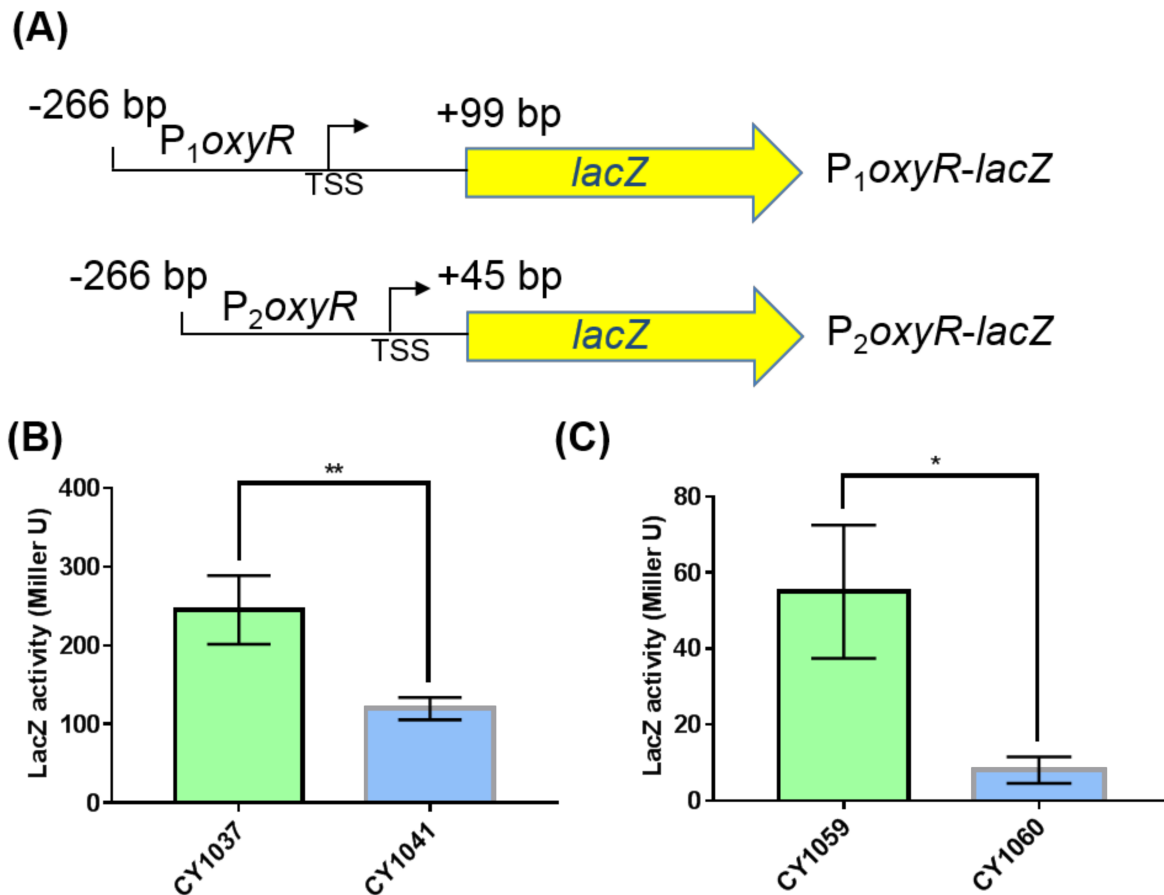 (A)
-266 bp
P₁oxyR
+99 bp
TSS
lacZ
P₁oxyR-lacZ
-266 bp
P₂oxyR
+45 bp
TSS
lacZ
P₂oxyR-lacZ
(B)
LacZ activity (Miller U)
400
300
200
100
0
**
CY1037
CY1041
(C)
LacZ activity (Miller U)
80
60
40
20
0
*
CY1059
CY1060